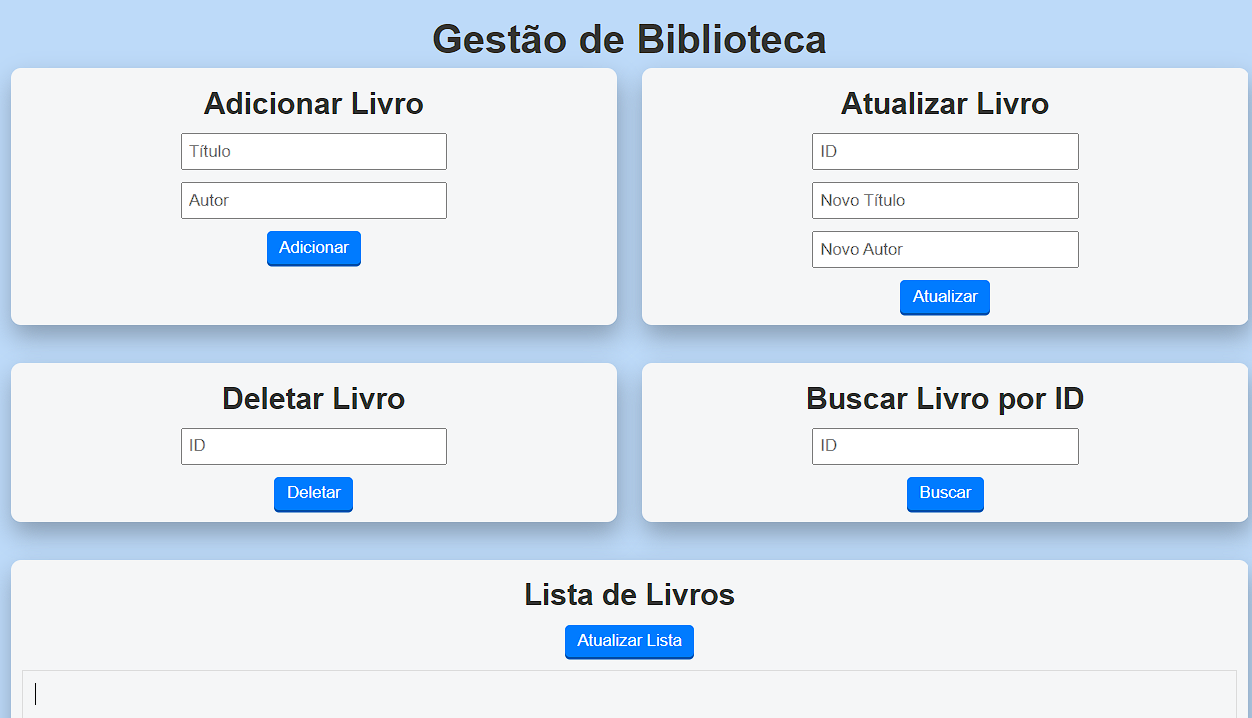 Gestão de Biblioteca
Adicionar Livro
Título
Autor
Adicionar
Atualizar Livro
ID
Novo Título
Novo Autor
Atualizar
Deletar Livro
ID
Deletar
Buscar Livro por ID
ID
Buscar
Lista de Livros
Atualizar Lista